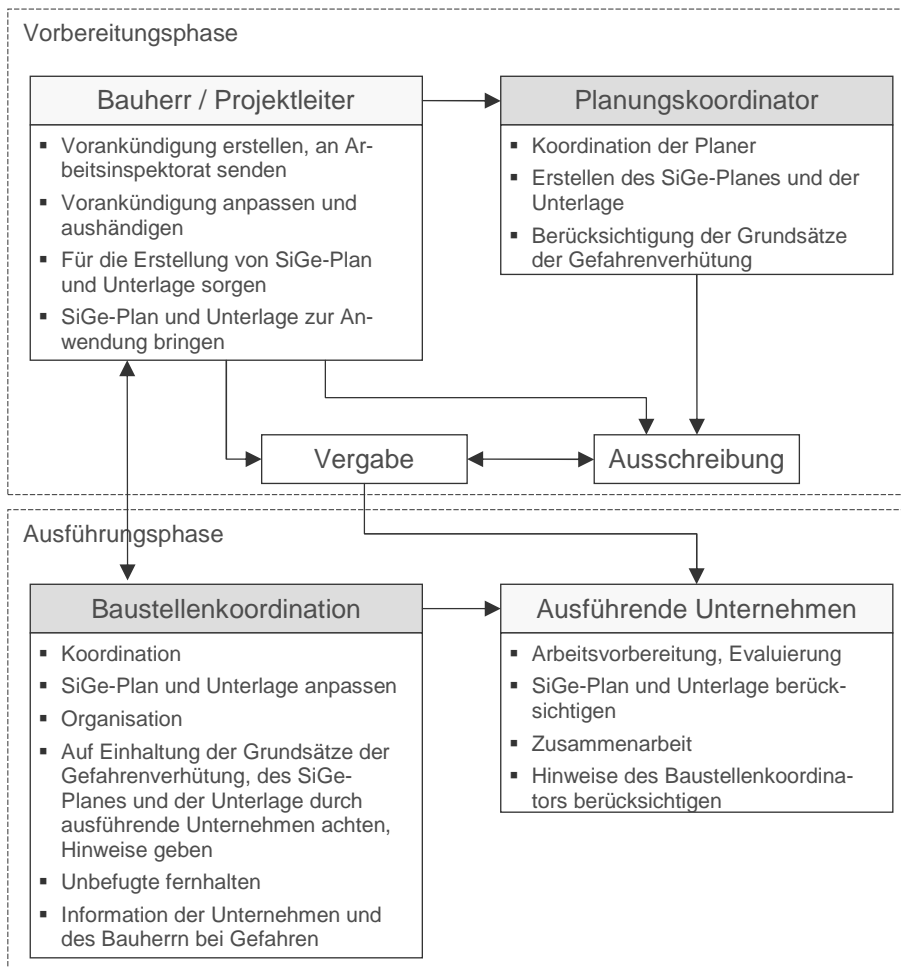 Vorbereitungsphase
Bauherr / Projektleiter
▪ Vorankündigung erstellen, an Ar-
beitsinspektorat senden
▪ Vorankündigung anpassen und
aushändigen
▪ Für die Erstellung von SiGe-Plan
und Unterlage sorgen
▪ SiGe-Plan und Unterlage zur An-
wendung bringen
Planungskoordinator
▪ Koordination der Planer
▪ Erstellen des SiGe-Planes und der
Unterlage
▪ Berücksichtigung der Grundsätze
der Gefahrenverhütung
Vergabe
Ausschreibung
Ausführungsphase
Baustellenkoordination
▪ Koordination
▪ SiGe-Plan und Unterlage anpassen
▪ Organisation
▪ Auf Einhaltung der Grundsätze der
Gefahrenverhütung, des SiGe-
Planes und der Unterlage durch
ausführende Unternehmen achten,
Hinweise geben
▪ Unbefugte fernhalten
▪ Information der Unternehmen und
des Bauherrn bei Gefahren
Ausführende Unternehmen
▪ Arbeitsvorbereitung, Evaluierung
▪ SiGe-Plan und Unterlage berück-
sichtigen
▪ Zusammenarbeit
▪ Hinweise des Baustellenkoordina-
tors berücksichtigen